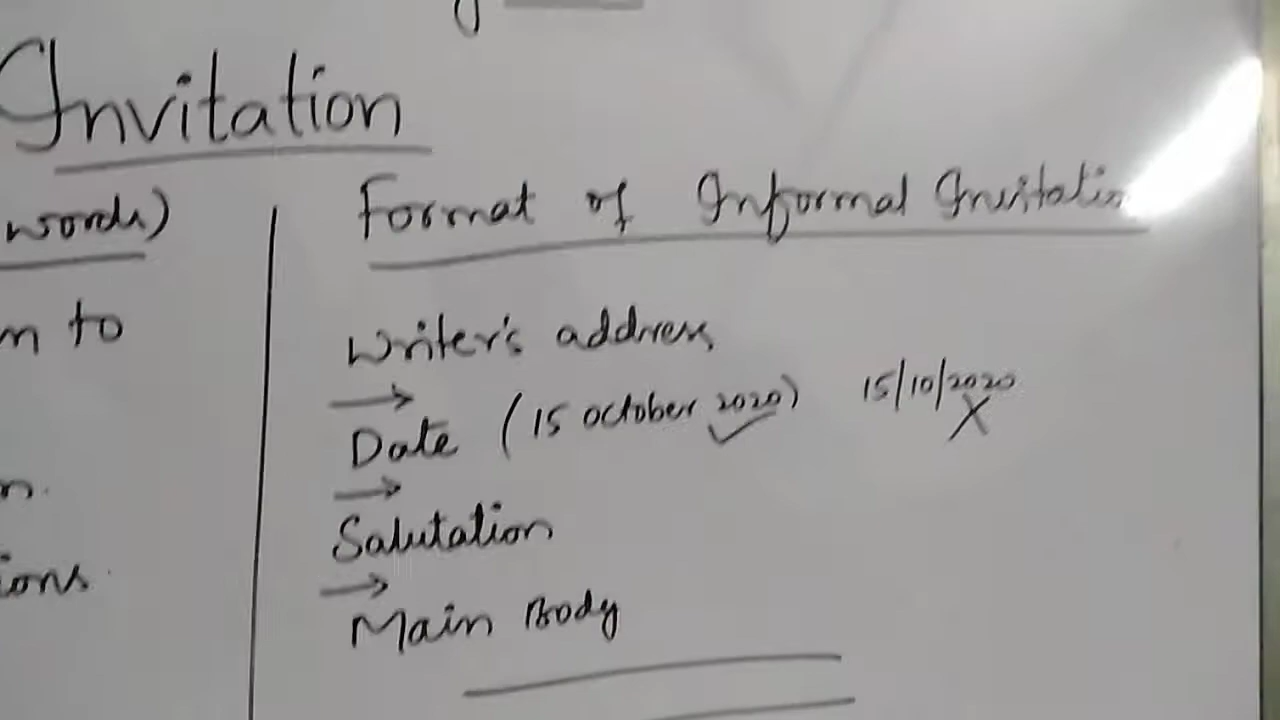 Invitation
words)
Format of Informal Invitation
to
Writer's address
Date (15 October 2020) 15/10/2020 X
Salutation
Main Body